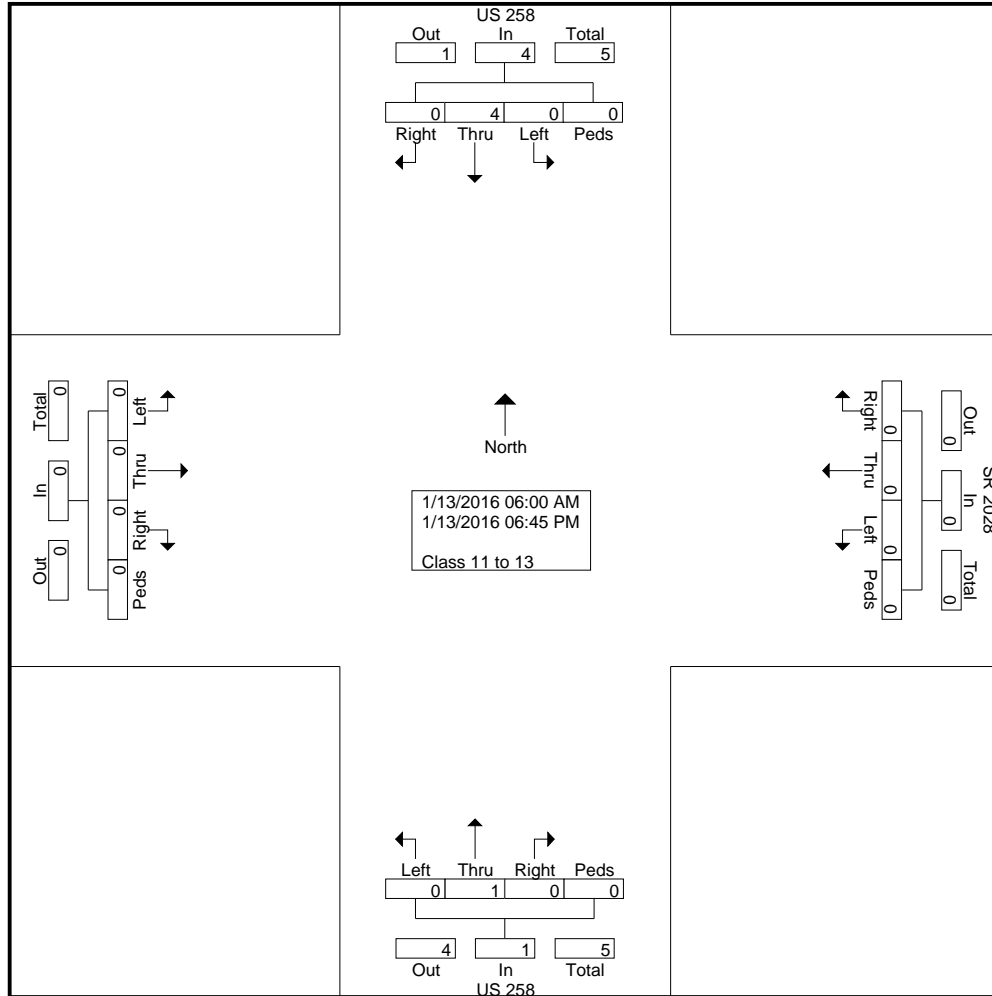 US 258
Out In Total
1 4 5
0 4 0 0
Right Thru Left Peds
Total In Out
0 0 0
0 0 0 0
Left Thru Right Peds
North
1/13/2016 06:00 AM
1/13/2016 06:45 PM
Class 11 to 13
Right Thru Left Peds
0 0 0 0
Out In Total
0 0 0
SR 2028
Left Thru Right Peds
0 1 0 0
4 1 5
Out In Total
US 258